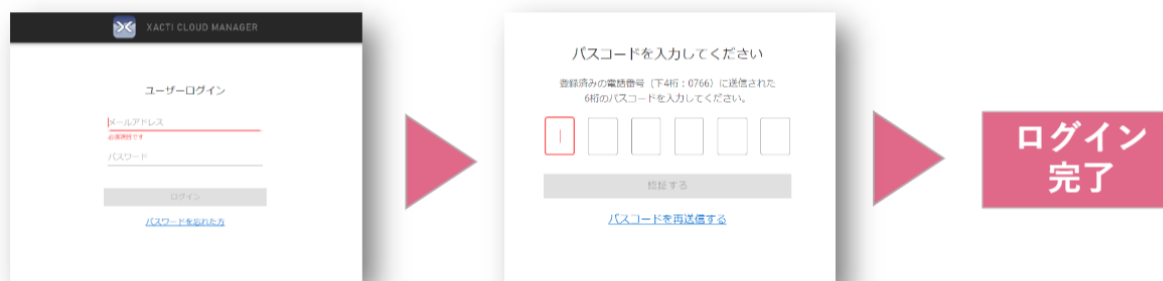 XACTI CLOUD MANAGER
ユーザーログイン
メールアドレス
必須項目です
パスワード
ログイン
パスワードを忘れた方
パスコードを入力してください
登録済みの電話番号（下4桁：0766）に送信された
6桁のパスコードを入力してください。
認証する
パスコードを再送信する
ログイン
完了